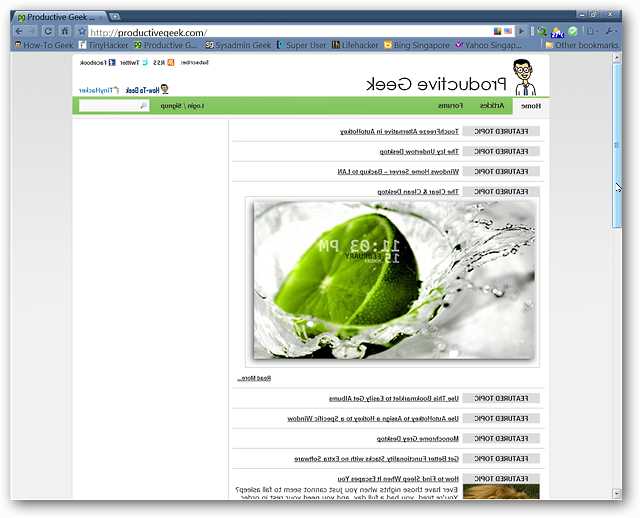 Productive Geek ...
http://productivegeek.com/
How-To Geek TinyHacker Productive G... Sysadmin Geek Super User Lifehacker Bing Singapore Yahoo Singap... Other bookmarks
Subscribe: RSS Twitter Facebook
Productive Geek
How-To Geek TinyHacker
Home Articles Forums Login / Signup
FEATURED TOPIC TouchFreeze Alternative in AutoHotkey
FEATURED TOPIC The Icy Undertow Desktop
FEATURED TOPIC Windows Home Server – Backup to LAN
FEATURED TOPIC The Clear & Clean Desktop
11:03 PM
FEBRUARY
15
Read More...
FEATURED TOPIC Use This Bookmarklet to Easily Get Albums
FEATURED TOPIC Use AutoHotkey to Assign a Hotkey to a Specific Window
FEATURED TOPIC Monochrome Grey Desktop
FEATURED TOPIC Get Better Functionality Stacks with no Extra Software
FEATURED TOPIC How to Find to Sleep When It Escapes You
Ever have those nights when you just cannot seem to fall asleep?
You're tired, you had a full day, and you need your rest in order